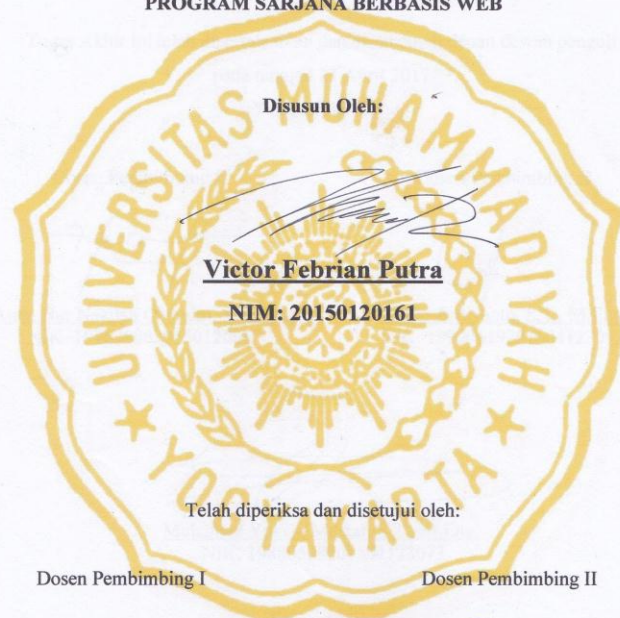 PROGRAM SARJANA BERBASIS WEB
Disusun Oleh:
Victor Febrian Putra
NIM: 20150120161
UNIVERSITAS MUHAMMADIYAH
YOGYAKARTA
Telah diperiksa dan disetujui oleh:
Dosen Pembimbing I Dosen Pembimbing II